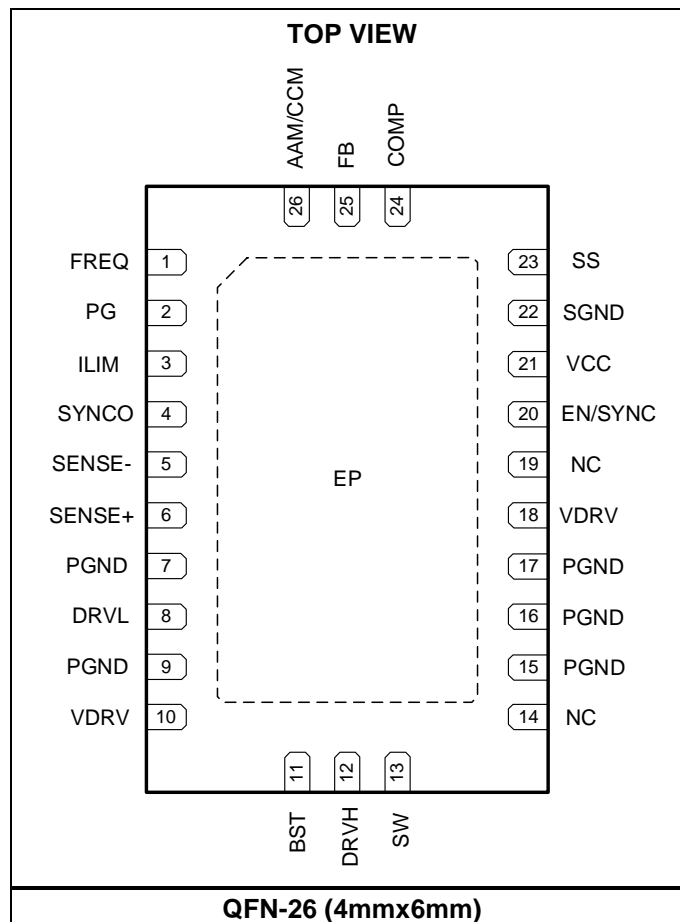 TOP VIEW
AAM/CCM
FB
COMP
26
25
24
FREQ 1
23 SS
PG 2
22 SGND
ILIM 3
21 VCC
SYNCO 4
20 EN/SYNC
SENSE- 5
19 NC
EP
SENSE+ 6
18 VDRV
PGND 7
17 PGND
DRVL 8
16 PGND
PGND 9
15 PGND
VDRV 10
14 NC
11
12
13
BST
DRVH
SW
QFN-26 (4mmx6mm)